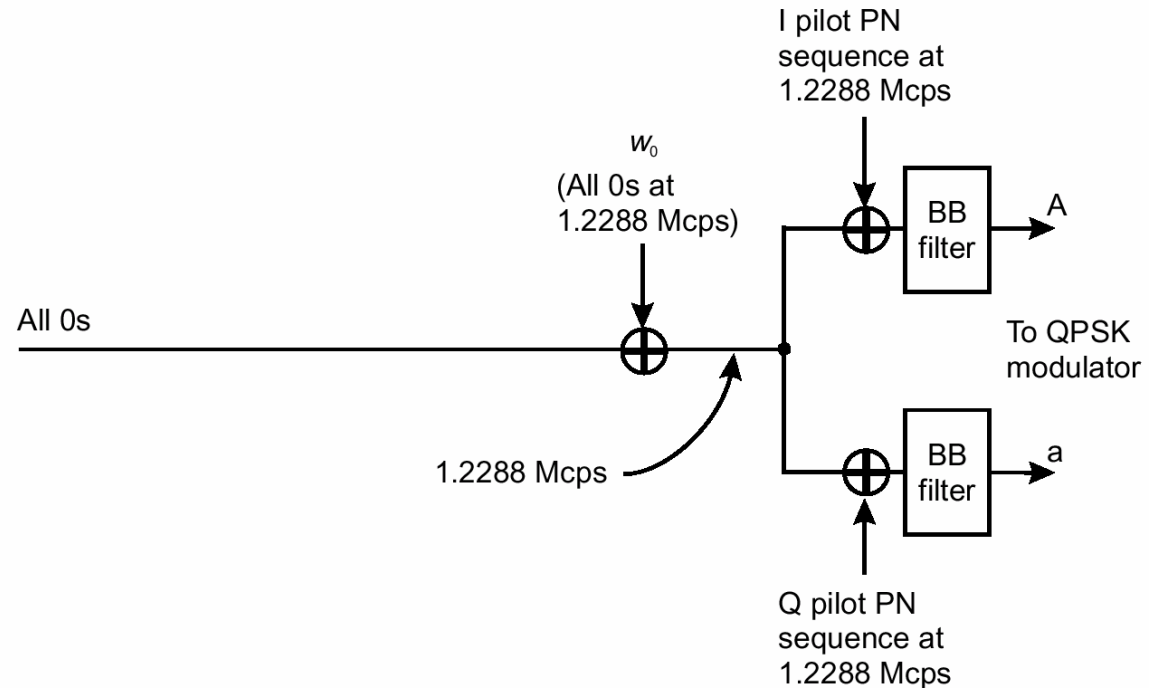 I pilot PN
sequence at
1.2288 Mcps
w₀
(All 0s at
1.2288 Mcps)
BB
filter
A
All 0s
To QPSK
modulator
1.2288 Mcps
BB
filter
a
Q pilot PN
sequence at
1.2288 Mcps